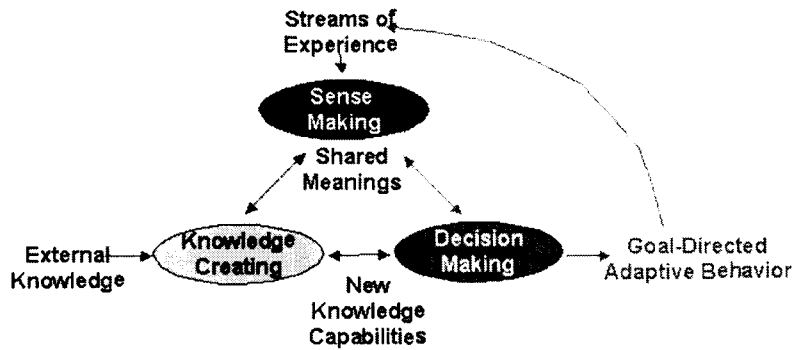 Streams of
Experience
Sense
Making
Shared
Meanings
External
Knowledge
Knowledge
Creating
New
Knowledge
Capabilities
Decision
Making
Goal-Directed
Adaptive Behavior